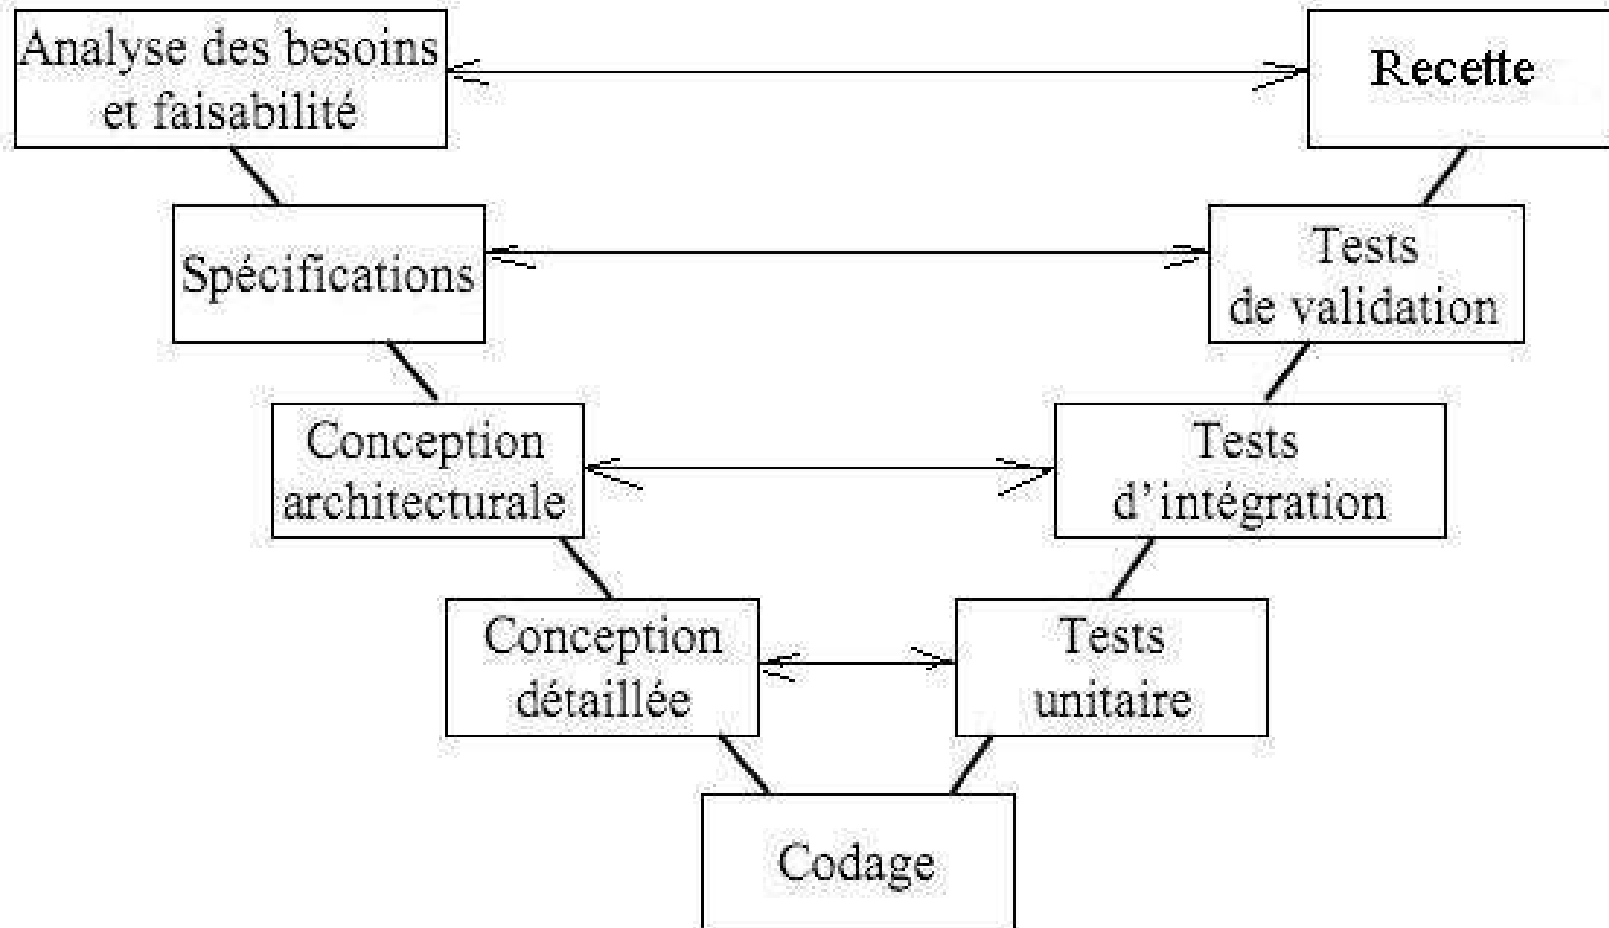 Analyse des besoins
et faisabilité
Recette
Spécifications
Tests
de validation
Conception
architecturale
Tests
d'intégration
Conception
détaillée
Tests
unitaire
Codage